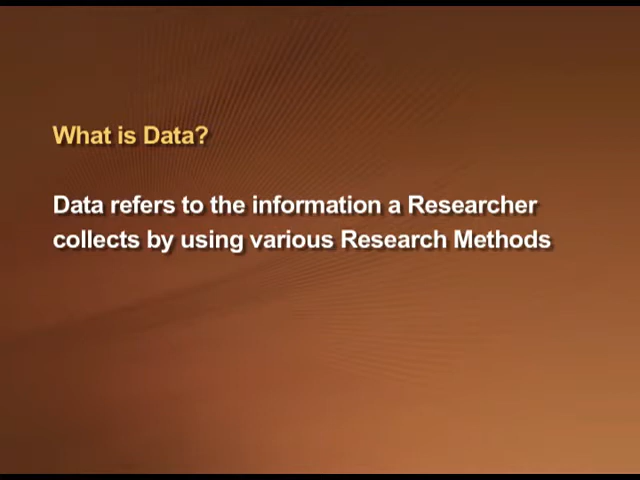 What is Data?
Data refers to the information a Researcher
collects by using various Research Methods